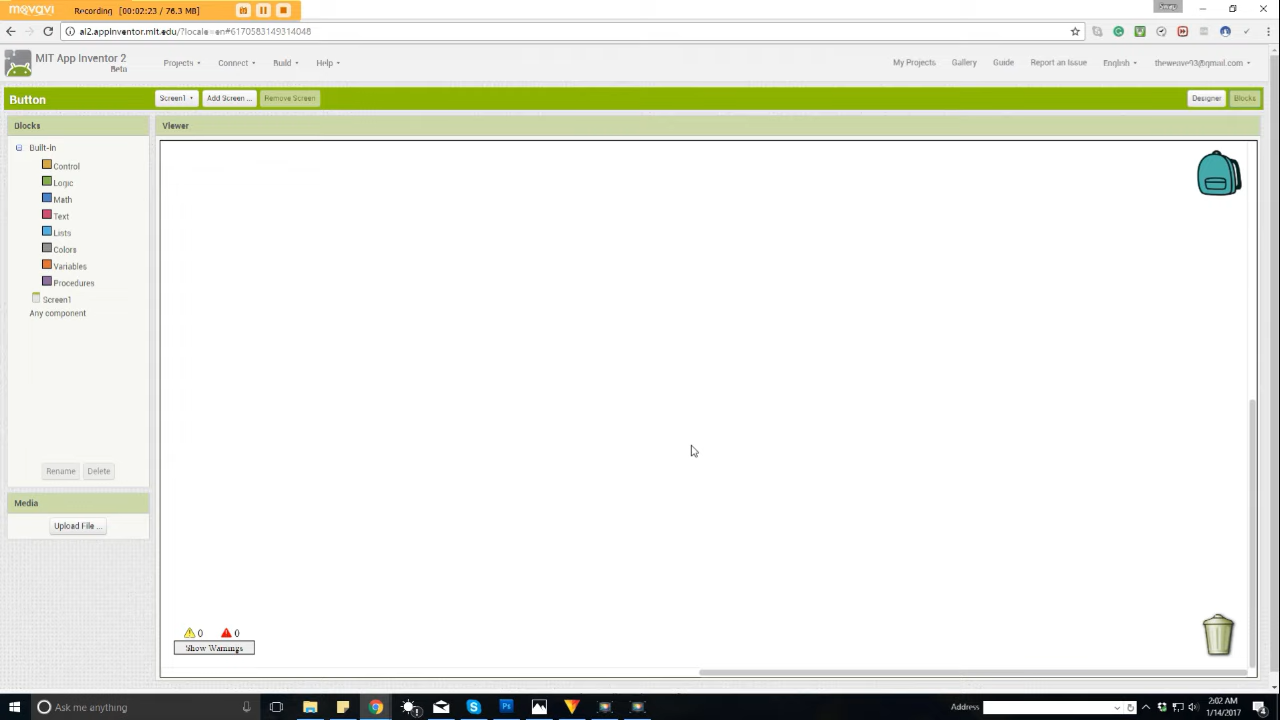 movavi Recording [00:02:23 / 76.3 MB]
ai2.appinventor.mit.edu/?locale=en#6170583149314048
MIT App Inventor 2
Beta
Projects Connect Build Help My Projects Gallery Guide Report an Issue English
Button Screen1 Add Screen ... Remove Screen Designer Blocks
Blocks Viewer
Built-in
Control
Logic
Math
Text
Lists
Colors
Variables
Procedures
Screen1
Any component
Rename Delete
Media
Upload File ...
0 0
Show Warnings
Ask me anything Address
2:02 AM
1/14/2017